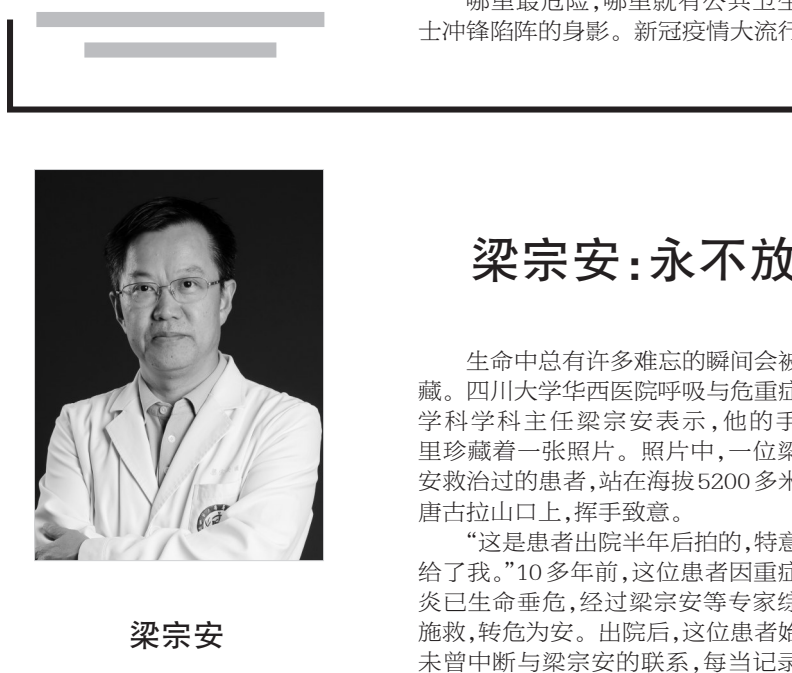 哪里最危险,哪里就有公共卫生
士冲锋陷阵的身影。新冠疫情大流行
梁宗安:永不放
生命中总有许多难忘的瞬间会被
藏。四川大学华西医院呼吸与危重症
学科学科主任梁宗安表示,他的手
里珍藏着一张照片。照片中,一位梁
安救治过的患者,站在海拔5200多米
唐古拉山口上,挥手致意。
“这是患者出院半年后拍的,特意
给了我。”10多年前,这位患者因重症
炎已生命垂危,经过梁宗安等专家综
施救,转危为安。出院后,这位患者始
未曾中断与梁宗安的联系,每当记录
梁宗安